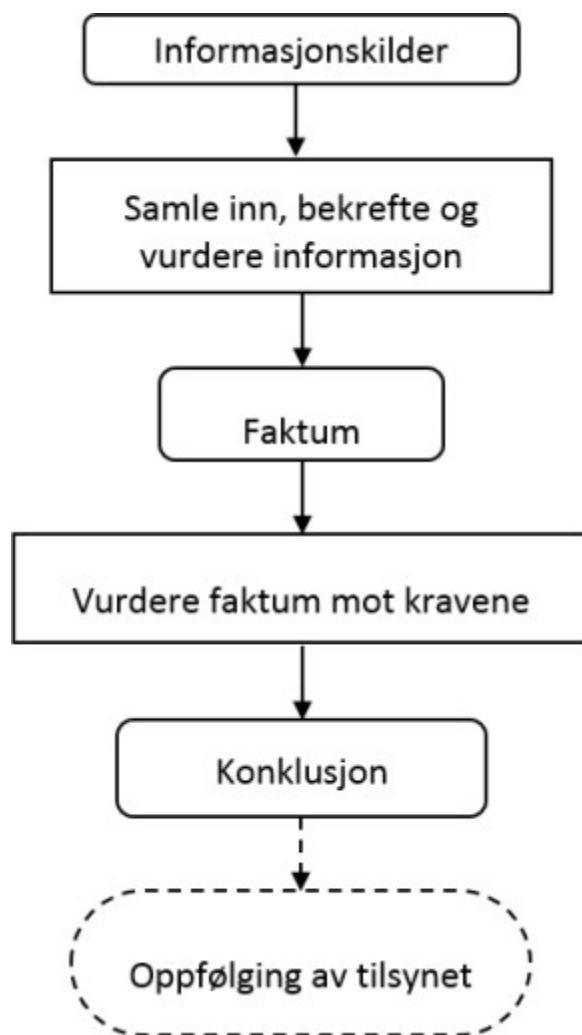 Informasjonskilder
Samle inn, bekrefte og
vurdere informasjon
Faktum
Vurdere faktum mot kravene
Konklusjon
Oppfølging av tilsynet